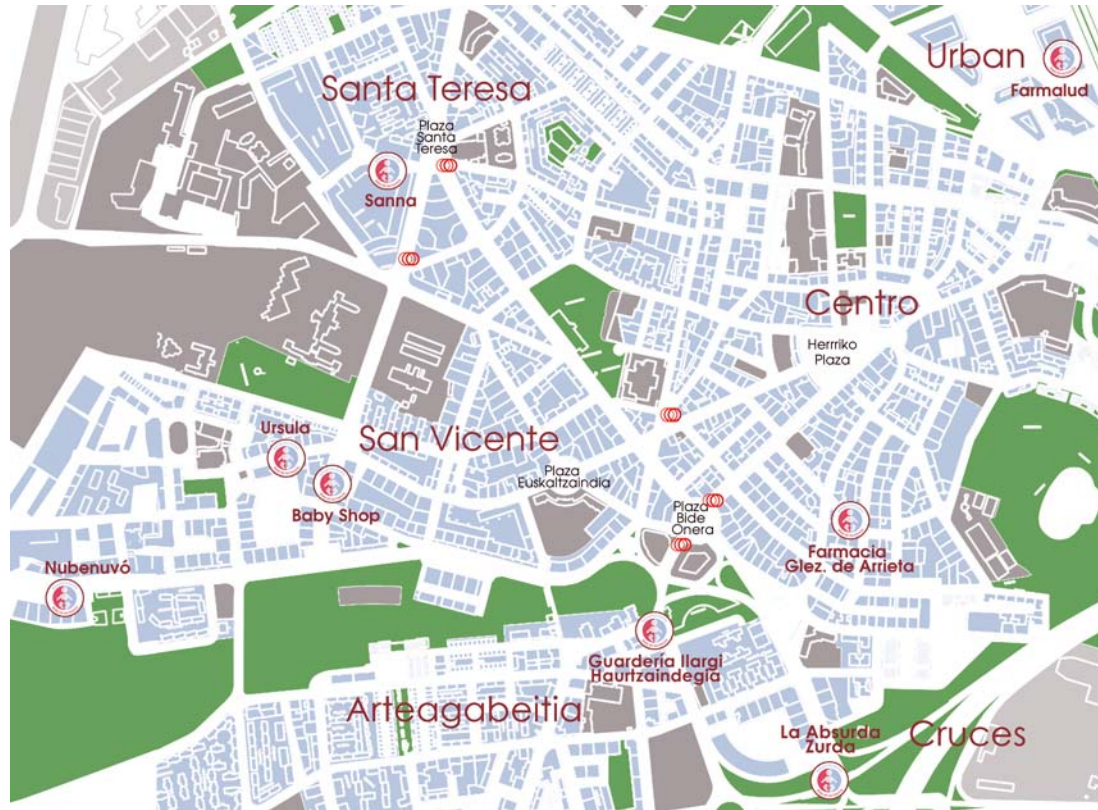 Urban
Farmalud
Santa Teresa
Plaza
Santa
Teresa
Sanna
Centro
Herrriko
Plaza
Ursula
San Vicente
Baby Shop
Plaza
Euskaltzaindia
Plaza
Bide
Onera
Farmacia
Glez. de Arrieta
Nubenuvó
Guardería Ilargi
Haurtzaindegia
Arteagabeitia
La Absurda
Zurda
Cruces